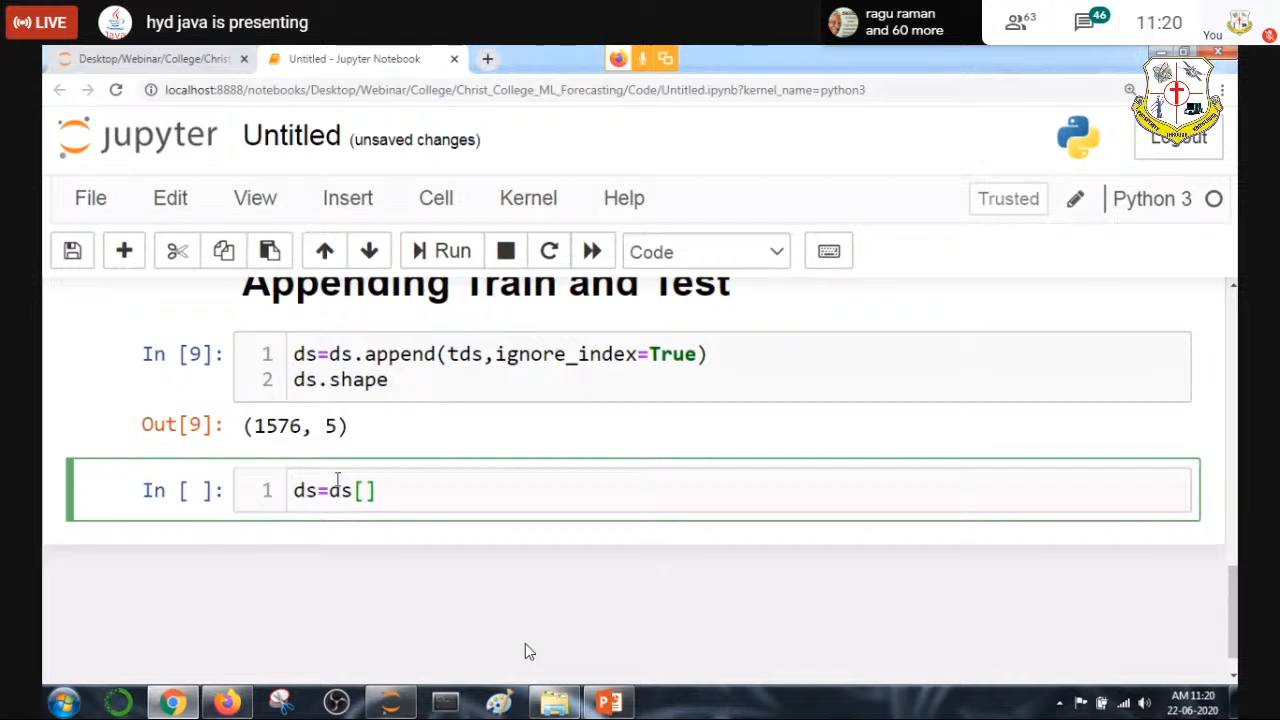 LIVE
hyd java is presenting
ragu raman
and 60 more
63
46
11:20
You
Desktop/Webinar/College/Christ
Untitled - Jupyter Notebook
localhost:8888/notebooks/Desktop/Webinar/College/Christ_College_ML_Forecasting/Code/Untitled.ipynb?kernel_name=python3
jupyter
Untitled (unsaved changes)
Logout
File
Edit
View
Insert
Cell
Kernel
Help
Trusted
Python 3
Run
Code
Appending Train and Test
In [9]:
1 ds=ds.append(tds,ignore_index=True)
2 ds.shape
Out[9]: (1576, 5)
In [ ]:
1 ds=ds[]
AM 11:20
22-06-2020